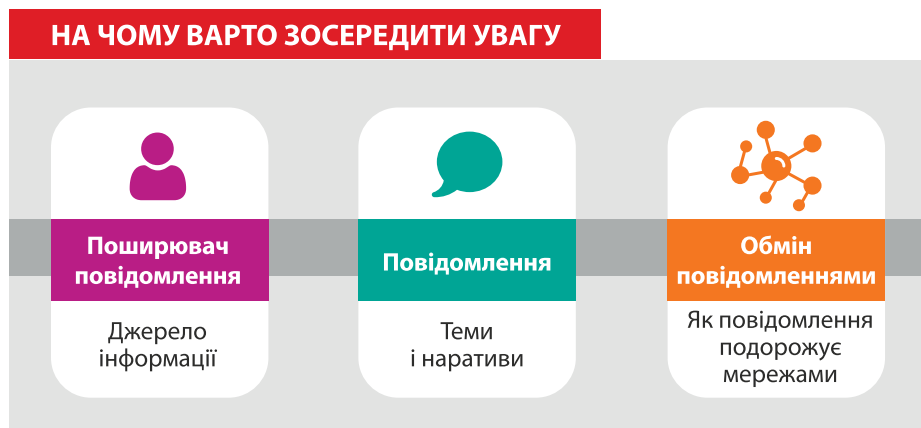 НА ЧОМУ ВАРТО ЗОСЕРЕДИТИ УВАГУ
Поширювач
повідомлення
Джерело
інформації
Повідомлення
Теми
і наративи
Обмін
повідомленнями
Як повідомлення
подорожує
мережами